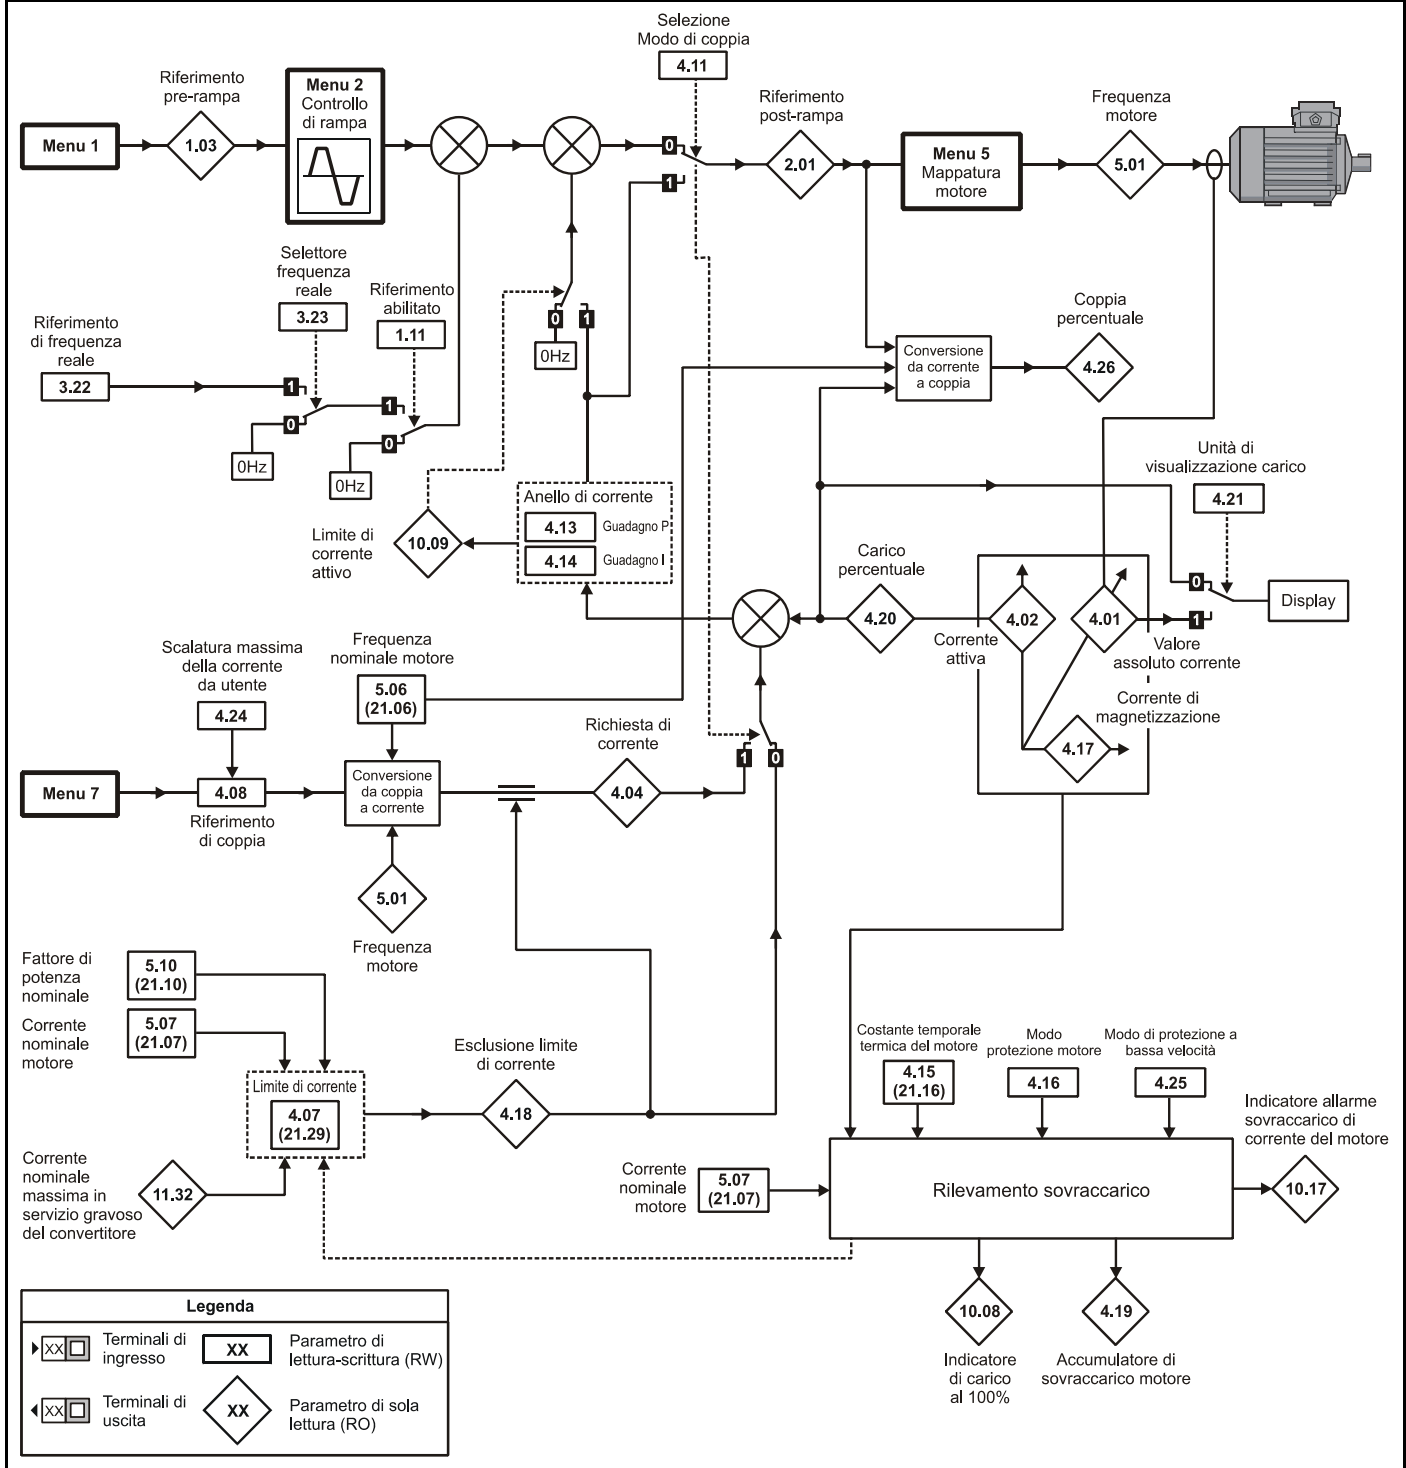 Selezione
Modo di coppia
4.11
Riferimento
pre-rampa
Menu 2
Controllo
di rampa
Riferimento
post-rampa
Frequenza
motore
Menu 1
1.03
0
1
2.01
Menu 5
Mappatura
motore
5.01
Selettore
frequenza
reale
3.23
Riferimento
abilitato
1.11
Riferimento
di frequenza
reale
3.22
1
0
0Hz
1
0
0Hz
0
1
0Hz
Conversione
da corrente
a coppia
Coppia
percentuale
4.26
Unità di
visualizzazione carico
4.21
Limite di
corrente
attivo
10.09
Anello di corrente
4.13
Guadagno P
4.14
Guadagno I
Carico
percentuale
4.20
4.02
Corrente
attiva
4.01
Valore
assoluto corrente
Corrente di
magnetizzazione
4.17
0
1
Display
Scalatura massima
della corrente
da utente
4.24
Frequenza
nominale motore
5.06
(21.06)
Richiesta di
corrente
1
0
Menu 7
4.08
Riferimento
di coppia
Conversione
da coppia
a corrente
4.04
5.01
Frequenza
motore
Fattore di
potenza
nominale
5.10
(21.10)
Corrente
nominale
motore
5.07
(21.07)
Limite di corrente
4.07
(21.29)
Esclusione limite
di corrente
4.18
Corrente
nominale
massima in
servizio gravoso
del convertitore
11.32
Costante temporale
termica del motore
4.15
(21.16)
Modo
protezione motore
4.16
Modo di protezione a
bassa velocità
4.25
Indicatore allarme
sovraccarico di
corrente del motore
10.17
Corrente
nominale
motore
5.07
(21.07)
Rilevamento sovraccarico
10.08
Indicatore
di carico
al 100%
4.19
Accumulatore di
sovraccarico motore
Legenda
XX
Terminali di
ingresso
XX
Parametro di
lettura-scrittura (RW)
XX
Terminali di
uscita
XX
Parametro di sola
lettura (RO)